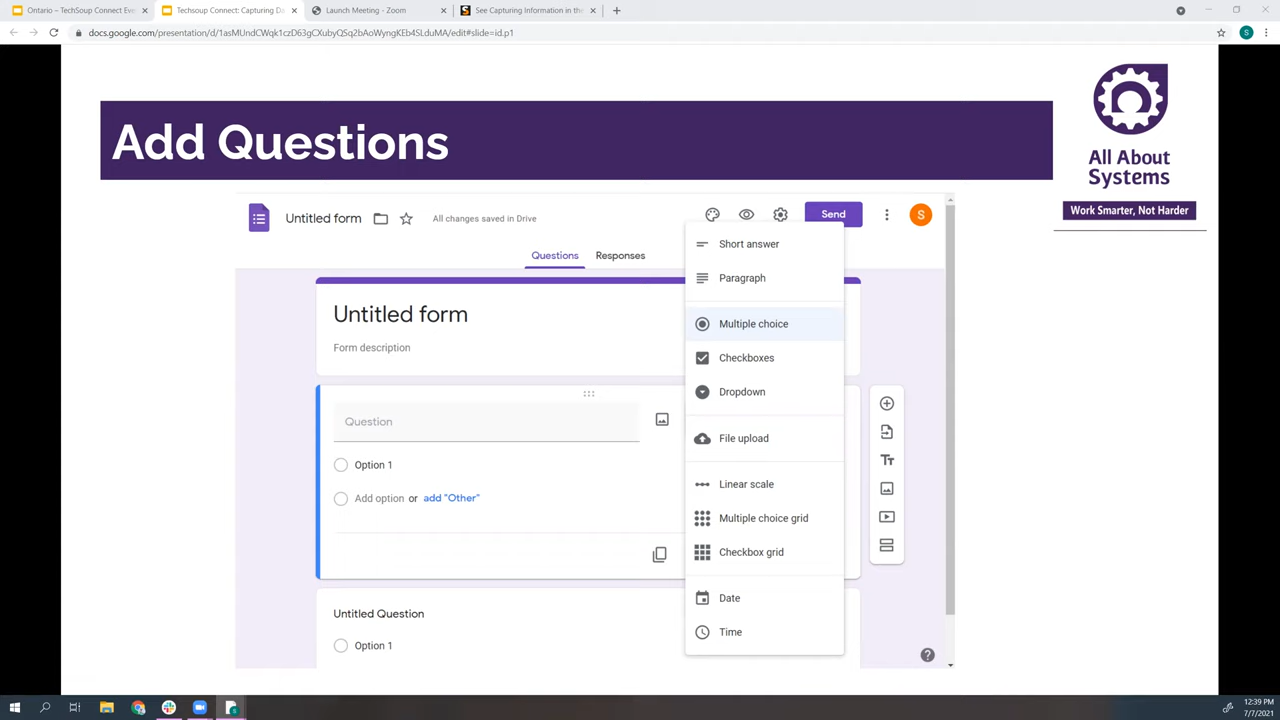 Ontario – TechSoup Connect Eve
Techsoup Connect: Capturing Da
Launch Meeting - Zoom
See Capturing Information in the
docs.google.com/presentation/d/1asMUndCWqk1czD63gCXubyQSq2bAoWyngKEb4SLduMA/edit#slide=id.p1
S
Add Questions
All About
Systems
Work Smarter, Not Harder
Untitled form
All changes saved in Drive
Send
S
Questions
Responses
Short answer
Paragraph
Multiple choice
Checkboxes
Dropdown
File upload
Linear scale
Multiple choice grid
Checkbox grid
Date
Time
Untitled form
Form description
Question
Option 1
Add option or add "Other"
Tт
Untitled Question
Option 1
12:39 PM
7/7/2021